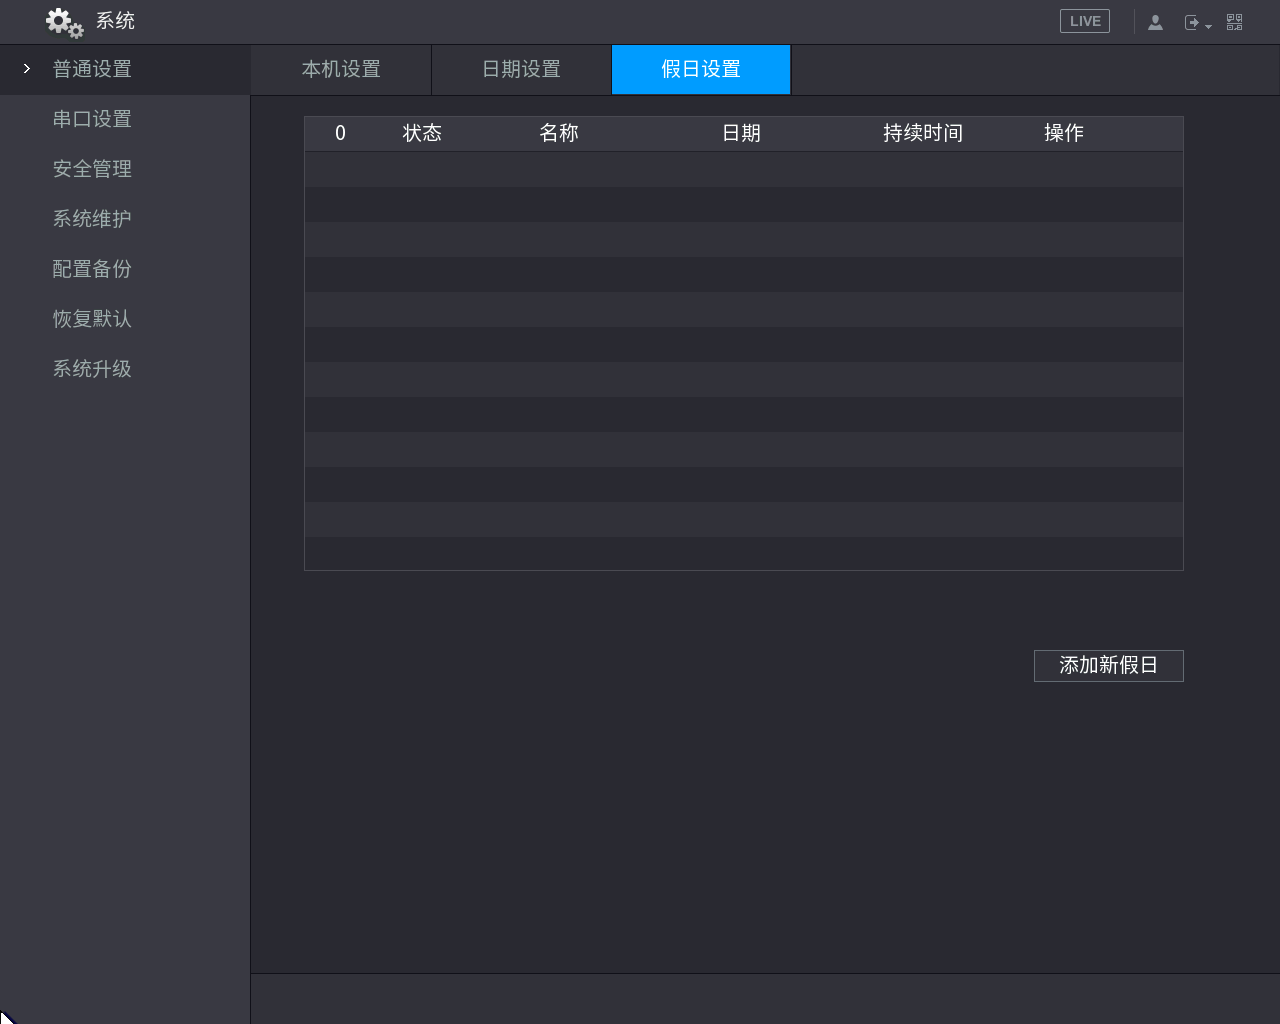 系统 LIVE
普通设置 本机设置 日期设置 假日设置
串口设置
安全管理
系统维护
配置备份
恢复默认
系统升级
0 状态 名称 日期 持续时间 操作
添加新假日